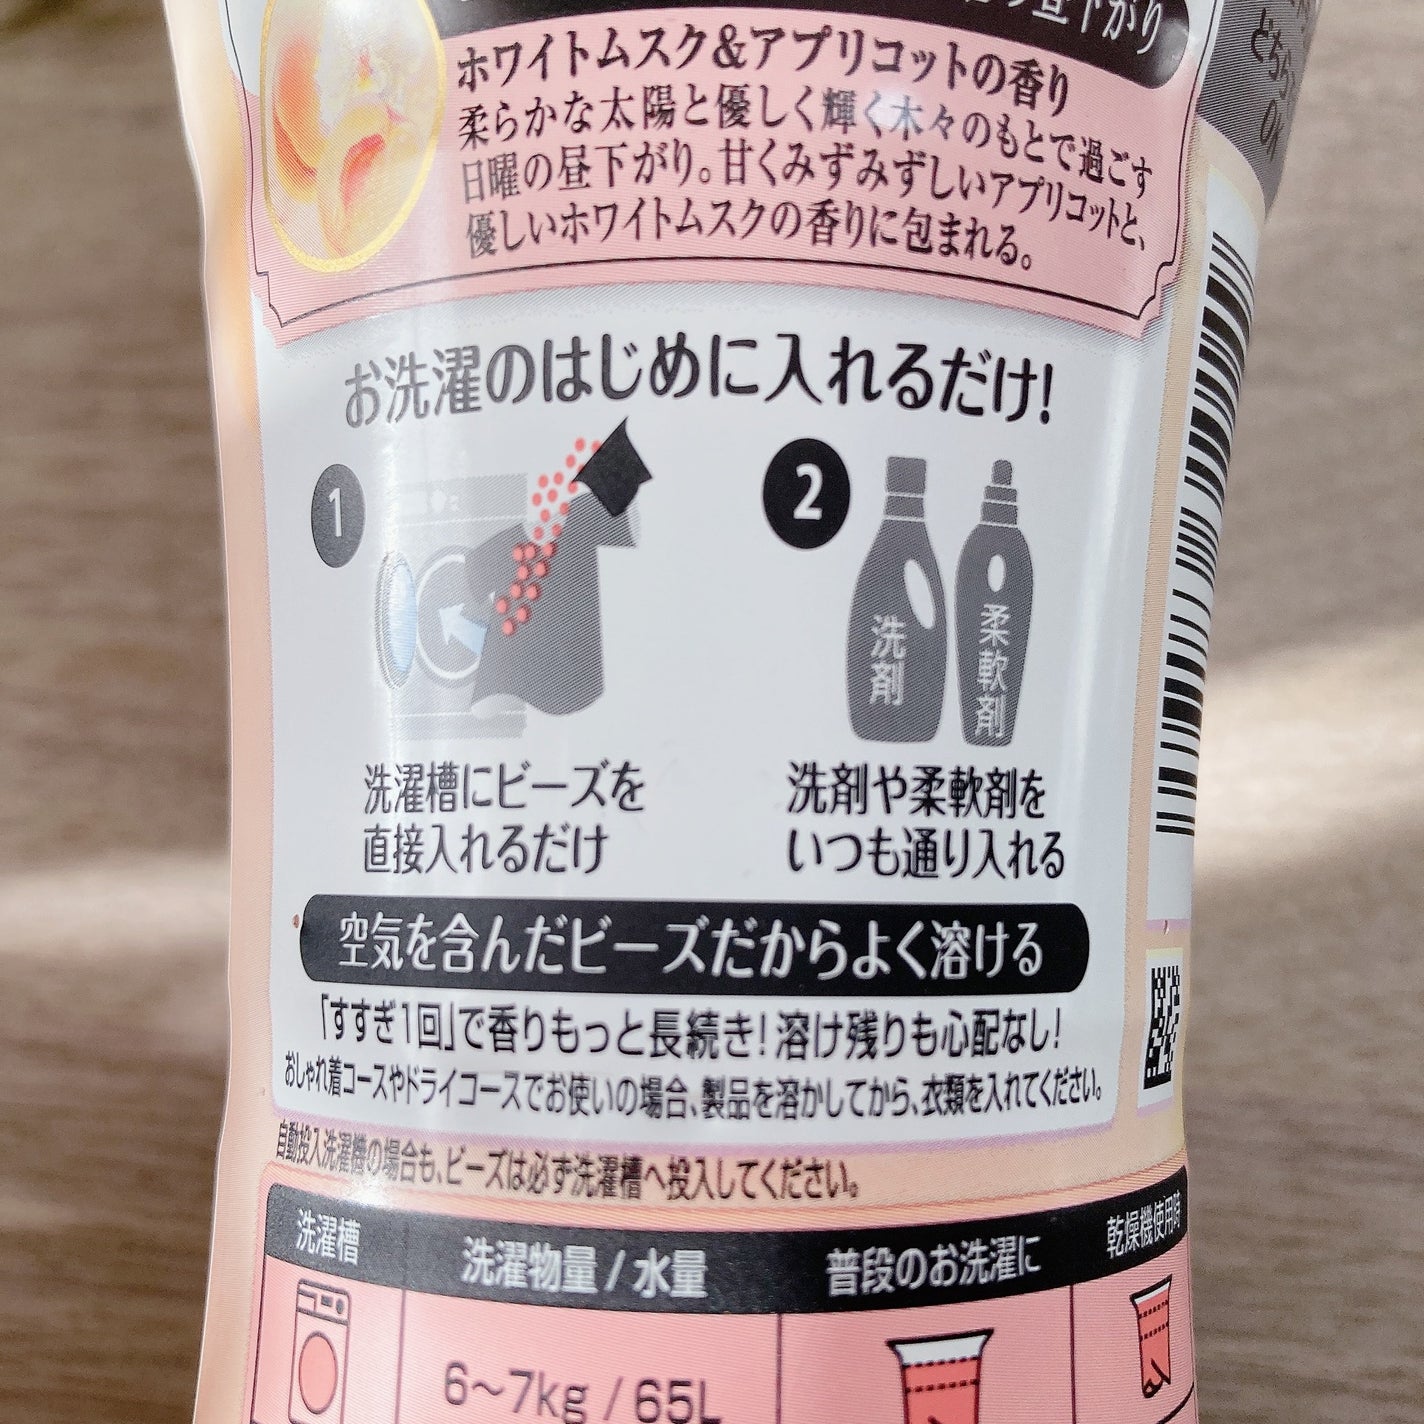 昼下がり
ホワイトムスク&アプリコットの香り
柔らかな太陽と優しく輝く木々のもとで過ごす
日曜の昼下がり。甘くみずみずしいアプリコットと、
優しいホワイトムスクの香りに包まれる。
お洗濯のはじめに入れるだけ!
1
2
洗剤
柔軟剤
洗濯槽にビーズを
直接入れるだけ
洗剤や柔軟剤を
いつも通り入れる
空気を含んだビーズだからよく溶ける
「すすぎ1回」で香りもっと長続き!溶け残りも心配なし!
おしゃれ着コースやドライコースでお使いの場合、製品を溶かしてから、衣類を入れてください。
自動投入洗濯機の場合も、ビーズは必ず洗濯槽へ投入してください。
洗濯槽
洗濯物量 / 水量
普段のお洗濯に
乾燥機使用時
6~7kg / 65L
どちら
OK